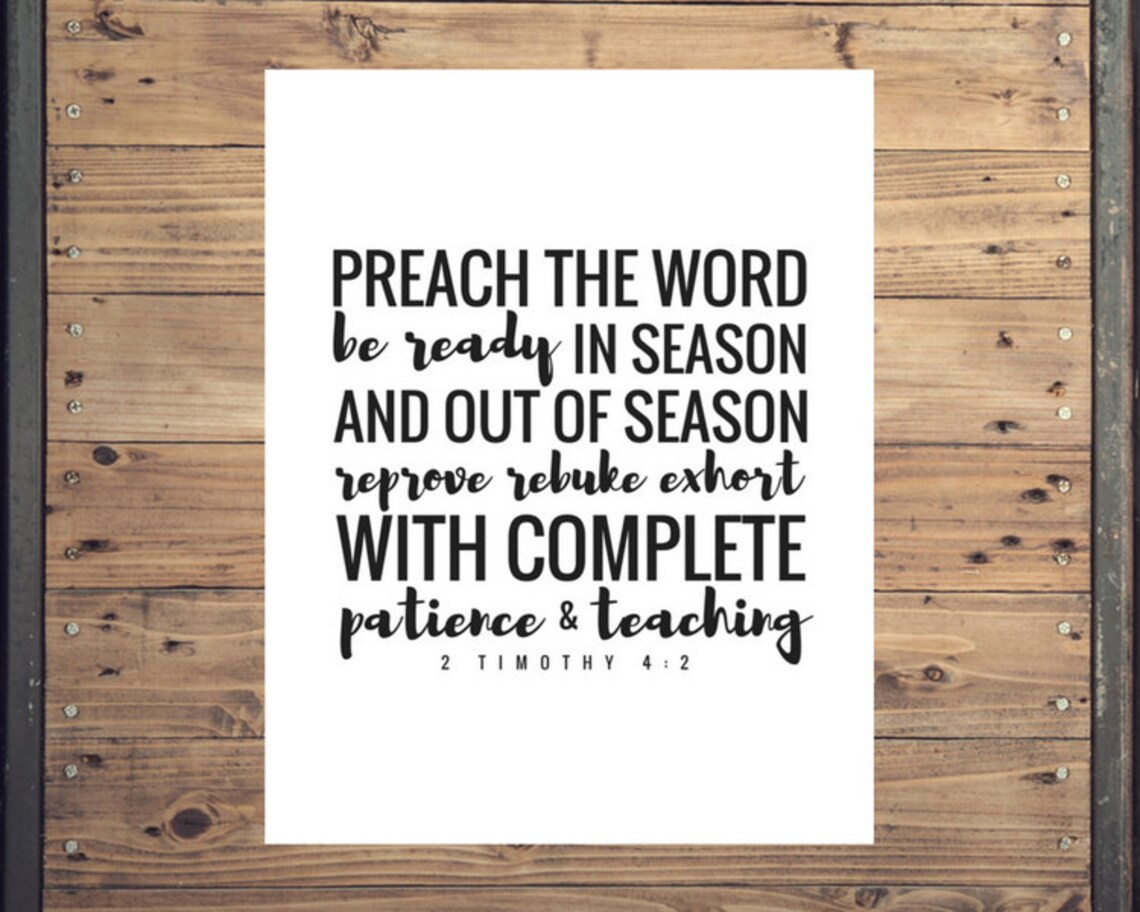 PREACH THE WORD
be ready IN SEASON
AND OUT OF SEASON
reprove rebuke exhort
WITH COMPLETE
patience & teaching
2 TIMOTHY 4:2